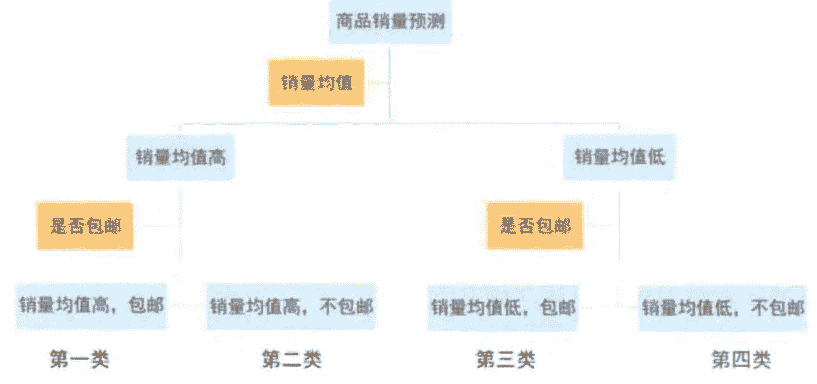 商品销量预测
销量均值
销量均值高
销量均值低
是否包邮
是否包邮
销量均值高，包邮
销量均值高，不包邮
销量均值低，包邮
销量均值低，不包邮
第一类
第二类
第三类
第四类